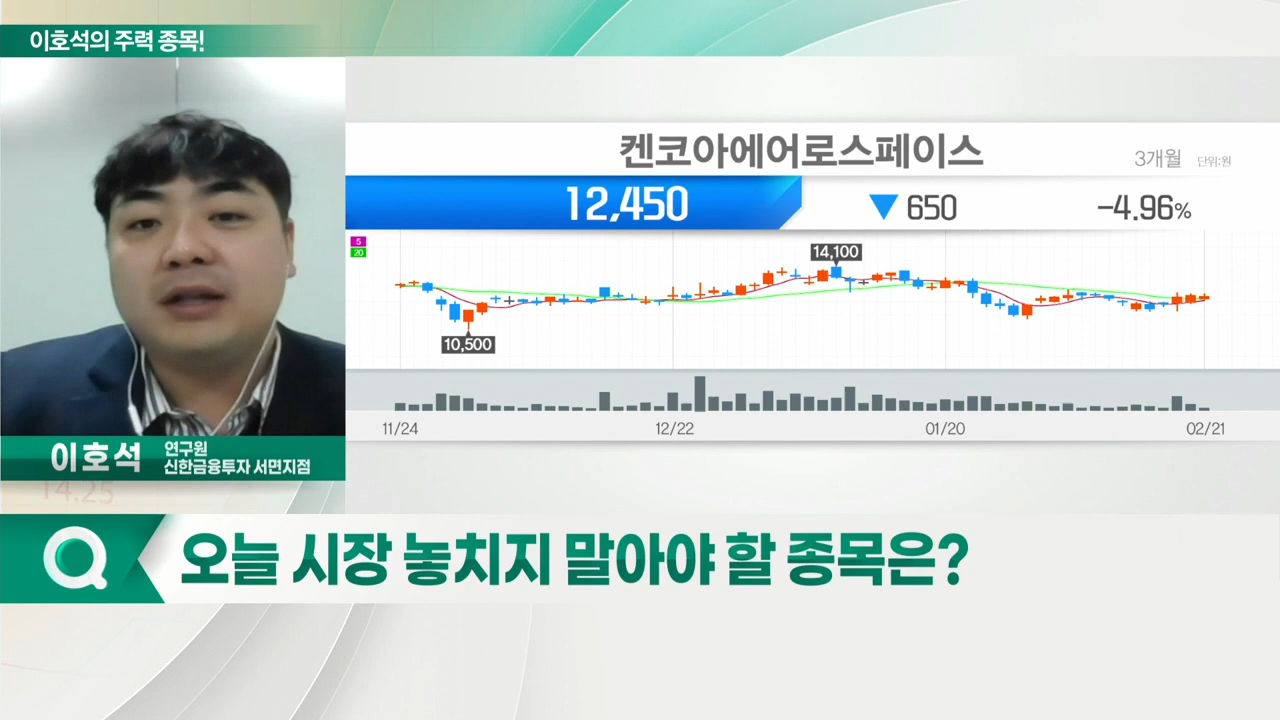 이호석의 주력 종목!
켄코아에어로스페이스
3개월 단위:원
12,450 ▼ 650 -4.96%
5
20
14,100
10,500
11/24 12/22 01/20 02/21
이호석 연구원
신한금융투자 서면지점
14.25
오늘 시장 놓치지 말아야 할 종목은?